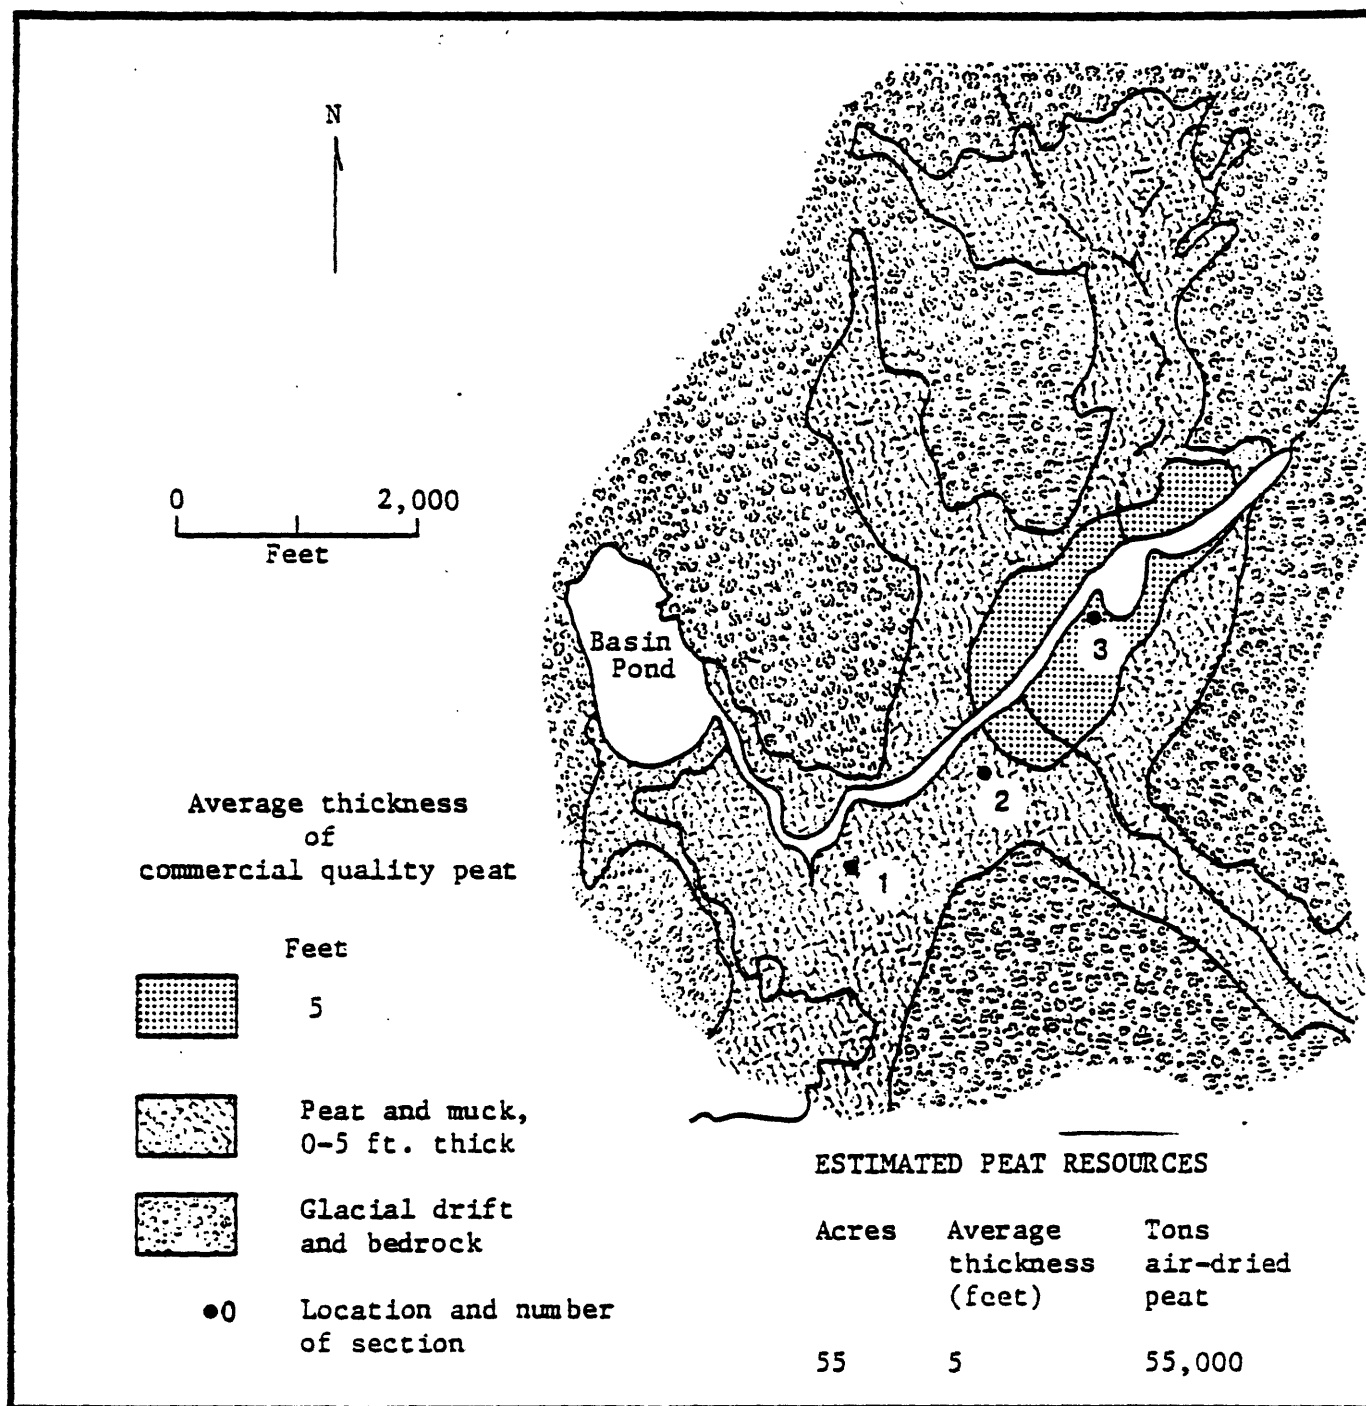 N
0 2,000
Feet
Basin
Pond
3
2
1
Average thickness
of
commercial quality peat
Feet
5
Peat and muck,
0-5 ft. thick
Glacial drift
and bedrock
●0 Location and number
of section
ESTIMATED PEAT RESOURCES
Acres Average Tons
thickness air-dried
(feet) peat
55 5 55,000